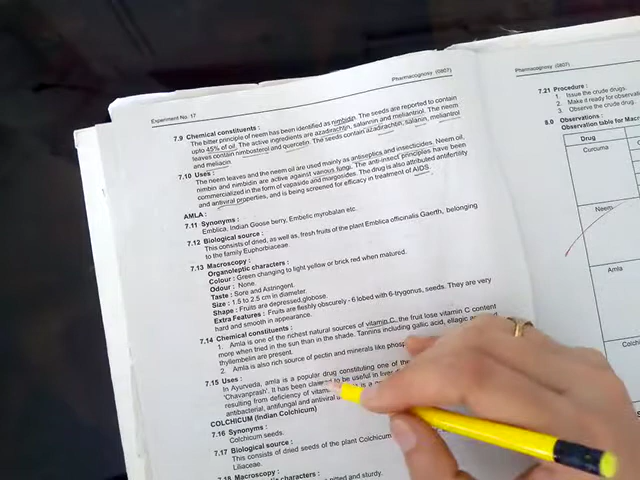 Experiment No. 17
Pharmacognosy (0807)
7.9 Chemical constituents :
The bitter principle of neem has been identified as nimbidin. The seeds are reported to contain
upto 45% of oil. The active ingredients are azadirachtin, salannin and meliantriol. The neem
leaves contain nimbosterol and quercetin. The seeds contain azadirachtin, salanin, meliantriol
and meliacin.
7.10 Uses :
The neem leaves and the neem oil are used mainly as antiseptics and insecticides. Neem oil,
nimbin and nimbidin are active against various fungi. The anti-insect principles have been
commercialized in the form of vapaside and margosides. The drug is also attributed antifertility
and antiviral properties, and is being screened for efficacy in treatment of AIDS.
AMLA :
7.11 Synonyms :
Emblica, Indian Goose berry, Embelic myrobalan etc.
7.12 Biological source :
This consists of dried, as well as, fresh fruits of the plant Emblica officinalis Gaerth, belonging
to the family Euphorbiaceae.
7.13 Macroscopy :
Organoleptic characters :
Colour : Green changing to light yellow or brick red when matured.
Odour : None.
Taste : Sore and Astringent.
Size : 1.5 to 2.5 cm in diameter.
Shape : Fruits are depressed,globose.
Extra Features : Fruits are fleshy obscurely - 6 lobed with 6-trygonus, seeds. They are very
hard and smooth in appearance.
7.14 Chemical constituents :
1. Amla is one of the richest natural sources of vitamin C, the fruit lose vitamin C content
more when tried in the sun than in the shade. Tannins including gallic acid, ellagic
thyllembelin are present.
2. Amla is also rich source of pectin and minerals like
7.15 Uses :
In Ayurveda, amla is a popular drug constituting one of the
'Chavanprash'. It has been to be useful in liver
resulting from deficiency of is a
antibacterial, antifungal and antiviral
COLCHICUM (Indian Colchicum)
7.16 Synonyms :
Colchicum seeds.
7.17 Biological source :
This consists of dried seeds of the plant Colchicum
Liliaceae.
7.18 Macroscopy :
and sturdy.
Pharmacognosy (0807)
7.21 Procedure :
1. Issue the crude drugs.
2. Make it ready for
3. Observe the crude
8.0 Observations :
Observation table for
Drug
Curcuma
Neem
Amla